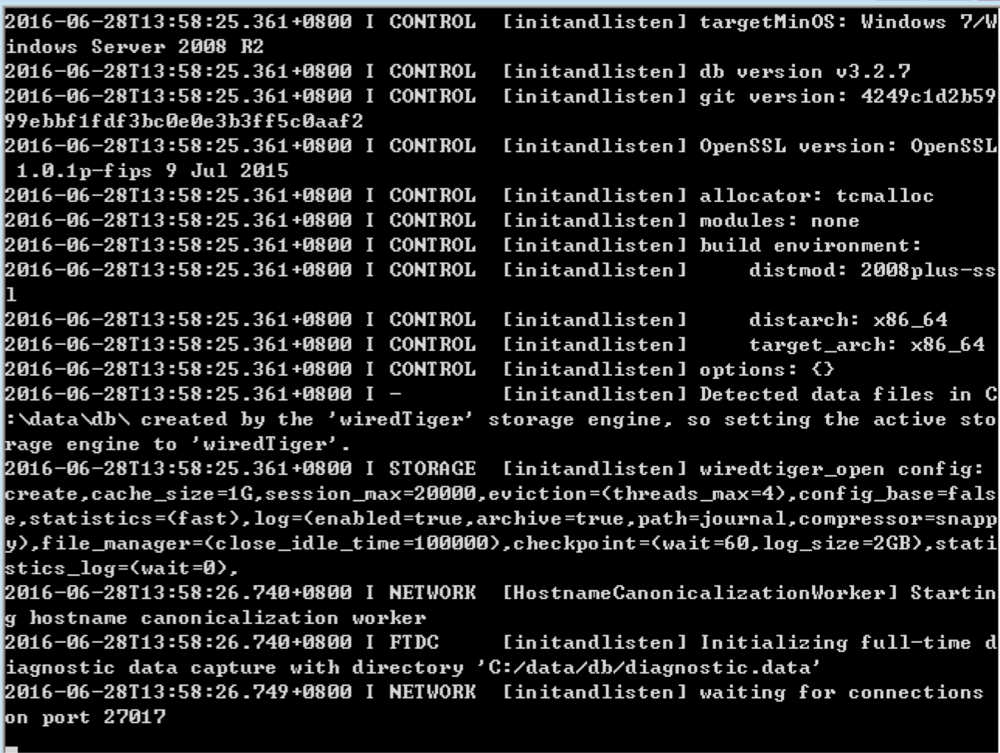 2016-06-28T13:58:25.361+0800 I CONTROL  [initandlisten] targetMinOS: Windows 7/W
indows Server 2008 R2
2016-06-28T13:58:25.361+0800 I CONTROL  [initandlisten] db version v3.2.7
2016-06-28T13:58:25.361+0800 I CONTROL  [initandlisten] git version: 4249c1d2b59
99ebbf1fdf3bc0e0e3b3ff5c0aaf2
2016-06-28T13:58:25.361+0800 I CONTROL  [initandlisten] OpenSSL version: OpenSSL
 1.0.1p-fips 9 Jul 2015
2016-06-28T13:58:25.361+0800 I CONTROL  [initandlisten] allocator: tcmalloc
2016-06-28T13:58:25.361+0800 I CONTROL  [initandlisten] modules: none
2016-06-28T13:58:25.361+0800 I CONTROL  [initandlisten] build environment:
2016-06-28T13:58:25.361+0800 I CONTROL  [initandlisten]     distmod: 2008plus-ss
l
2016-06-28T13:58:25.361+0800 I CONTROL  [initandlisten]     distarch: x86_64
2016-06-28T13:58:25.361+0800 I CONTROL  [initandlisten]     target_arch: x86_64
2016-06-28T13:58:25.361+0800 I CONTROL  [initandlisten] options: {}
2016-06-28T13:58:25.361+0800 I -        [initandlisten] Detected data files in C
:\data\db\ created by the 'wiredTiger' storage engine, so setting the active sto
rage engine to 'wiredTiger'.
2016-06-28T13:58:25.361+0800 I STORAGE  [initandlisten] wiredtiger_open config:
create,cache_size=1G,session_max=20000,eviction=(threads_max=4),config_base=fals
e,statistics=(fast),log=(enabled=true,archive=true,path=journal,compressor=snapp
y),file_manager=(close_idle_time=100000),checkpoint=(wait=60,log_size=2GB),stati
stics_log=(wait=0),
2016-06-28T13:58:26.740+0800 I NETWORK  [HostnameCanonicalizationWorker] Startin
g hostname canonicalization worker
2016-06-28T13:58:26.740+0800 I FTDC     [initandlisten] Initializing full-time d
iagnostic data capture with directory 'C:/data/db/diagnostic.data'
2016-06-28T13:58:26.749+0800 I NETWORK  [initandlisten] waiting for connections
on port 27017